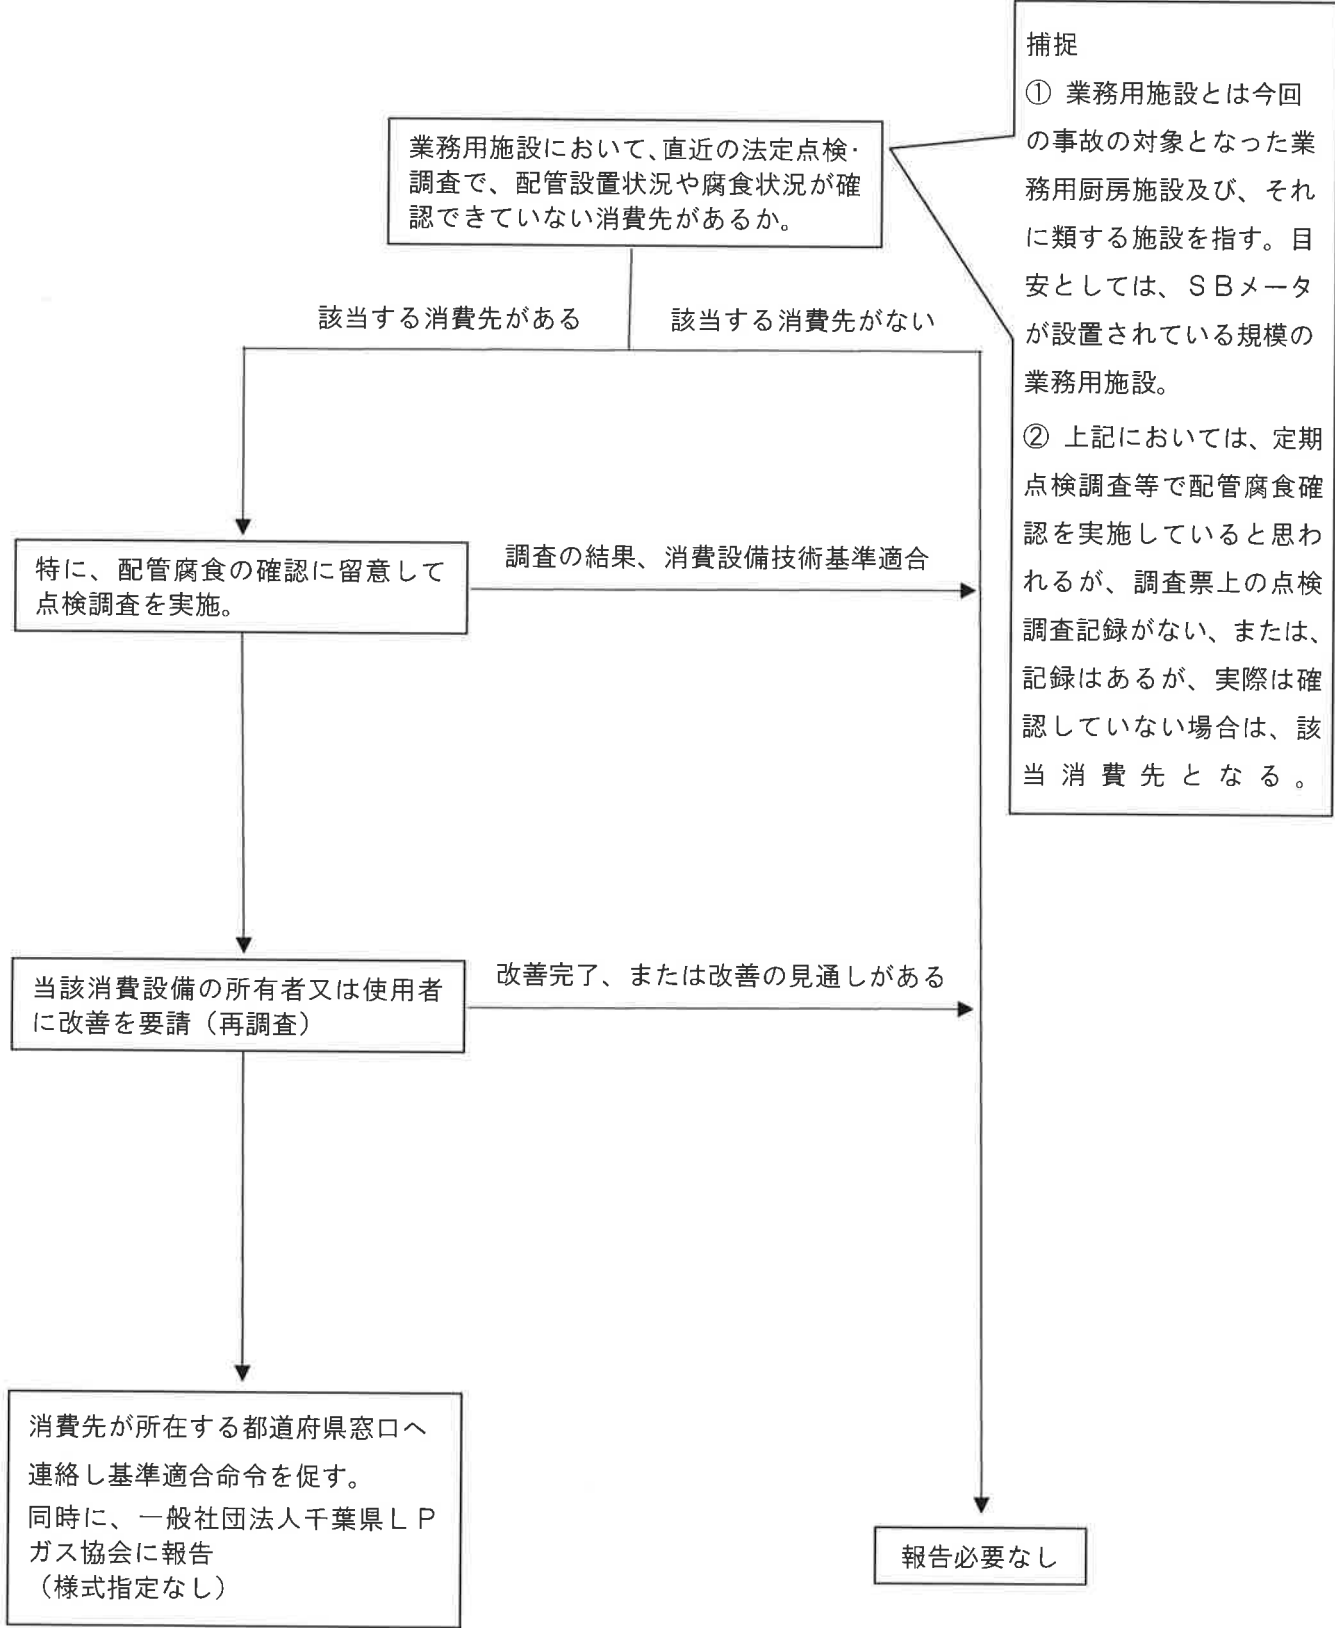 業務用施設において、直近の法定点検・
調査で、配管設置状況や腐食状況が確
認できていない消費先があるか。
捕捉
① 業務用施設とは今回
の事故の対象となった業
務用厨房施設及び、それ
に類する施設を指す。目
安としては、ＳＢメータ
が設置されている規模の
業務用施設。
② 上記においては、定期
点検調査等で配管腐食確
認を実施していると思わ
れるが、調査票上の点検
調査記録がない、または、
記録はあるが、実際は確
認していない場合は、該
当消費先となる。
該当する消費先がある
該当する消費先がない
特に、配管腐食の確認に留意して
点検調査を実施。
調査の結果、消費設備技術基準適合
当該消費設備の所有者又は使用者
に改善を要請（再調査）
改善完了、または改善の見通しがある
消費先が所在する都道府県窓口へ
連絡し基準適合命令を促す。
同時に、一般社団法人千葉県ＬＰ
ガス協会に報告
（様式指定なし）
報告必要なし